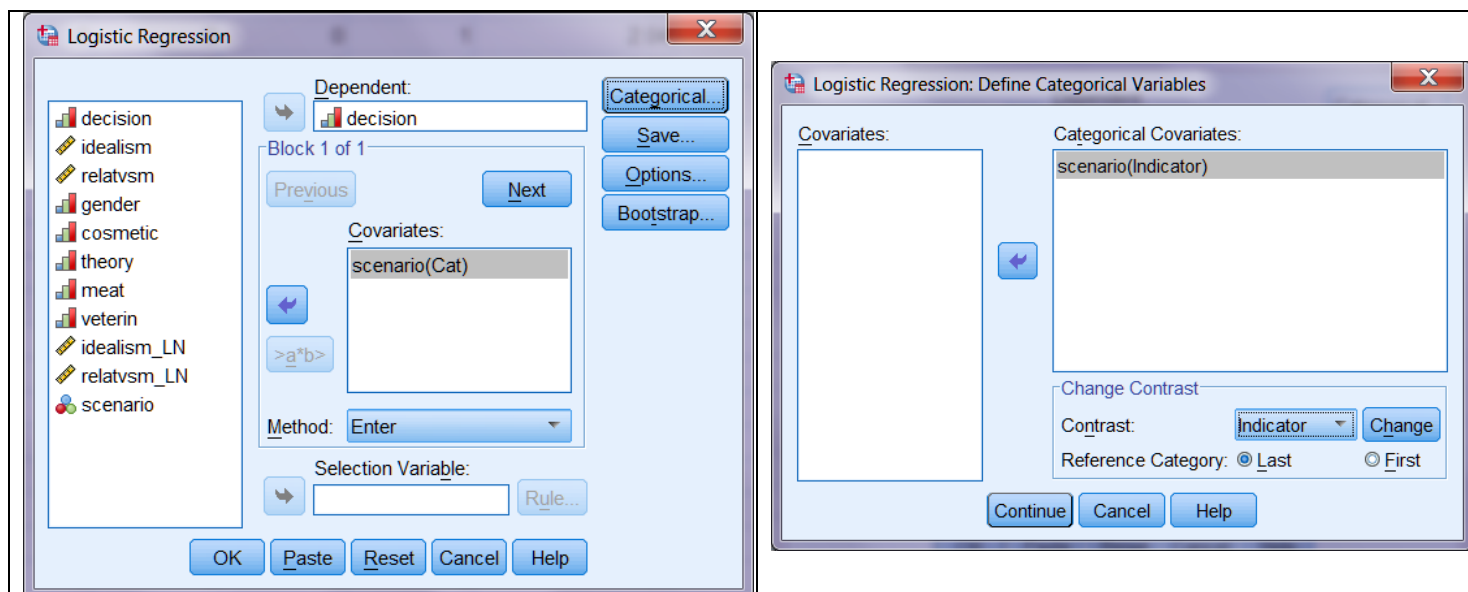 Logistic Regression
decision
idealism
relatvsm
gender
cosmetic
theory
meat
veterin
idealism_LN
relatvsm_LN
scenario
Dependent:
decision
Block 1 of 1
Previous
Next
Covariates:
scenario(Cat)
>a*b>
Method: Enter
Selection Variable:
Rule...
Categorical...
Save...
Options...
Bootstrap...
OK Paste Reset Cancel Help
Logistic Regression: Define Categorical Variables
Covariates:
Categorical Covariates:
scenario(Indicator)
Change Contrast
Contrast: Indicator Change
Reference Category: Last First
Continue Cancel Help